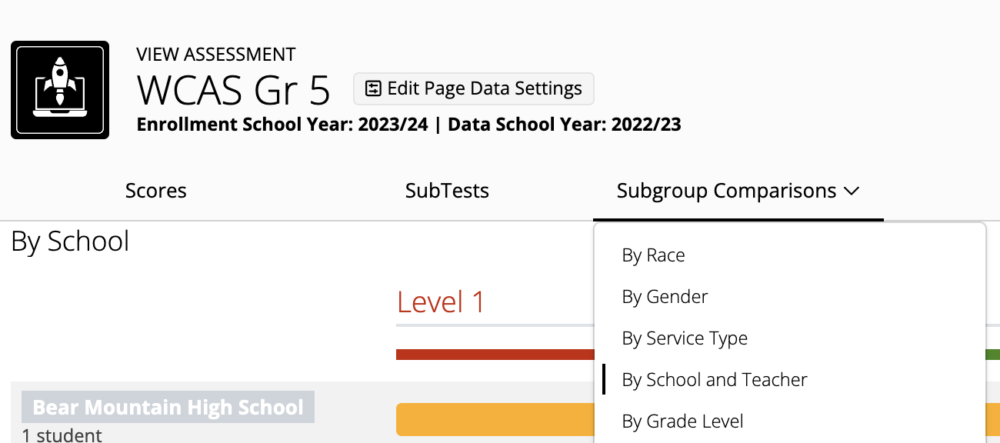 VIEW ASSESSMENT
WCAS Gr 5
Edit Page Data Settings
Enrollment School Year: 2023/24 | Data School Year: 2022/23
Scores
SubTests
Subgroup Comparisons
By School
By Race
By Gender
By Service Type
By School and Teacher
By Grade Level
Level 1
Bear Mountain High School
1 student